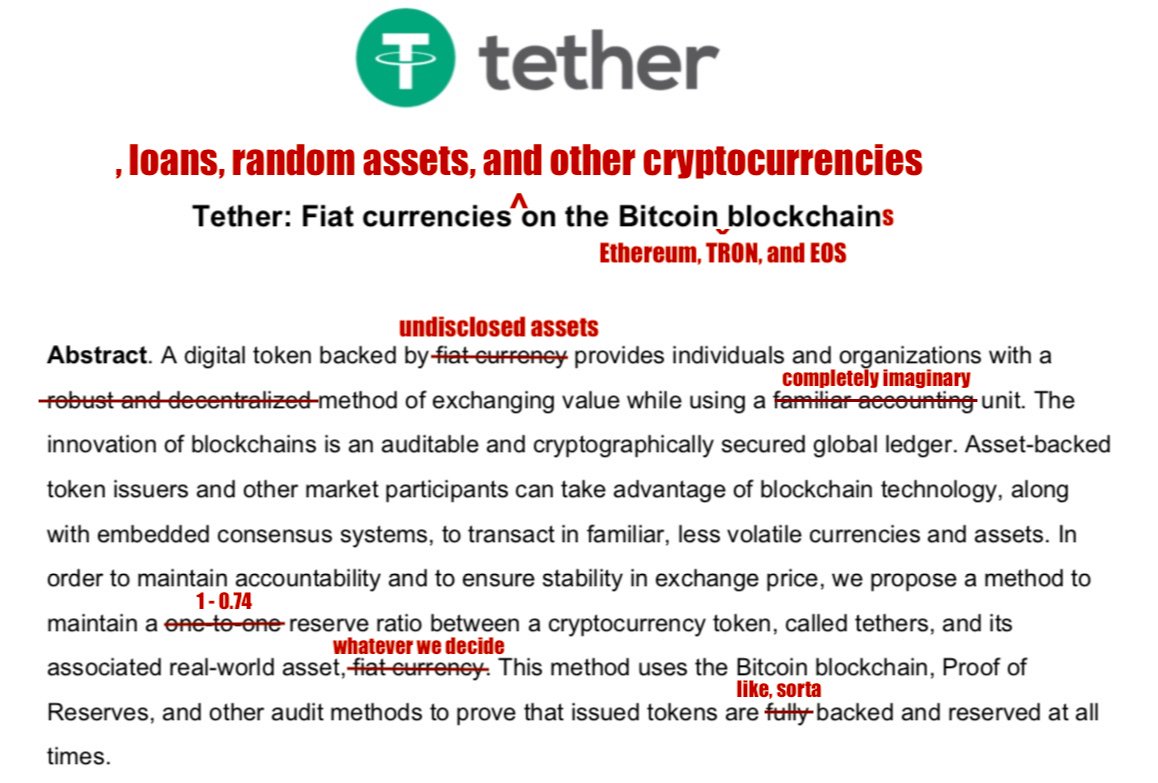 tether
, loans, random assets, and other cryptocurrencies
Tether: Fiat currencies^on the Bitcoin blockchains
Ethereum, TRON, and EOS
undisclosed assets
Abstract. A digital token backed by fiat currency provides individuals and organizations with a
completely imaginary
robust and decentralized method of exchanging value while using a familiar accounting unit. The
innovation of blockchains is an auditable and cryptographically secured global ledger. Asset-backed
token issuers and other market participants can take advantage of blockchain technology, along
with embedded consensus systems, to transact in familiar, less volatile currencies and assets. In
order to maintain accountability and to ensure stability in exchange price, we propose a method to
1 - 0.74
maintain a one-to-one reserve ratio between a cryptocurrency token, called tethers, and its
whatever we decide
associated real-world asset, fiat currency. This method uses the Bitcoin blockchain, Proof of
like, sorta
Reserves, and other audit methods to prove that issued tokens are fully backed and reserved at all
times.